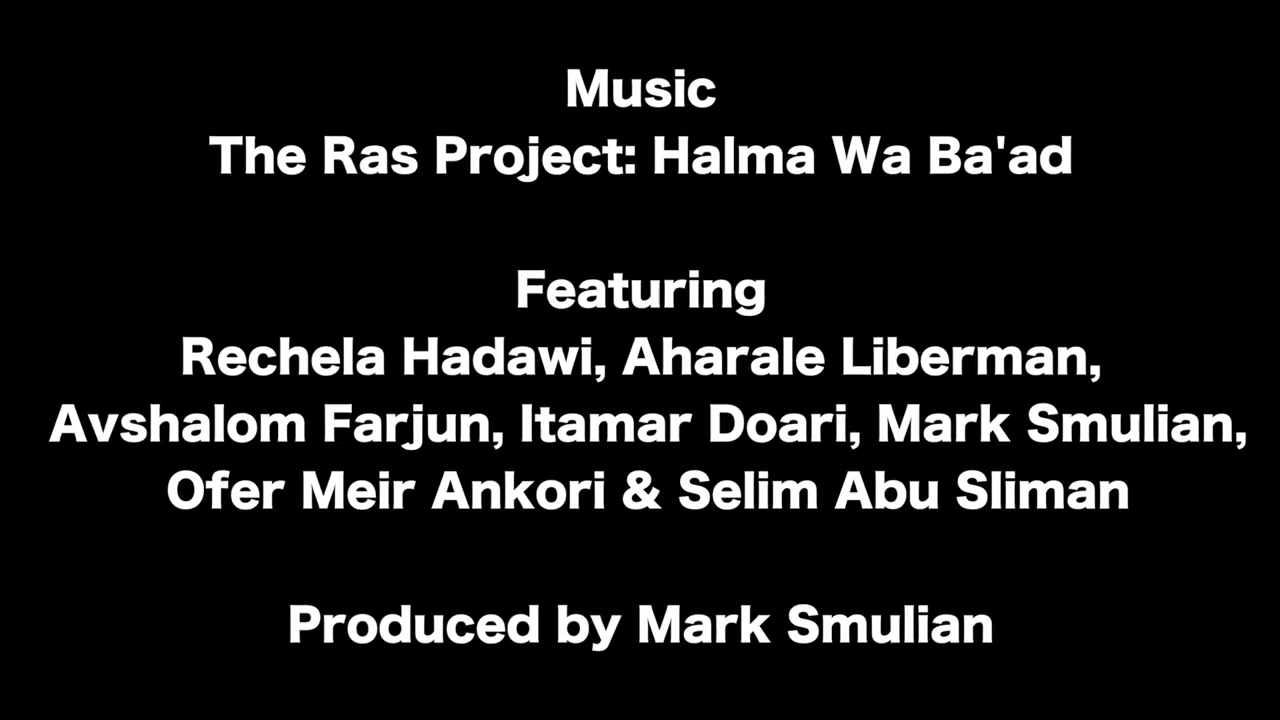 Music
The Ras Project: Halma Wa Ba'ad
Featuring
Rechela Hadawi, Aharale Liberman,
Avshalom Farjun, Itamar Doari, Mark Smulian,
Ofer Meir Ankori & Selim Abu Sliman
Produced by Mark Smulian